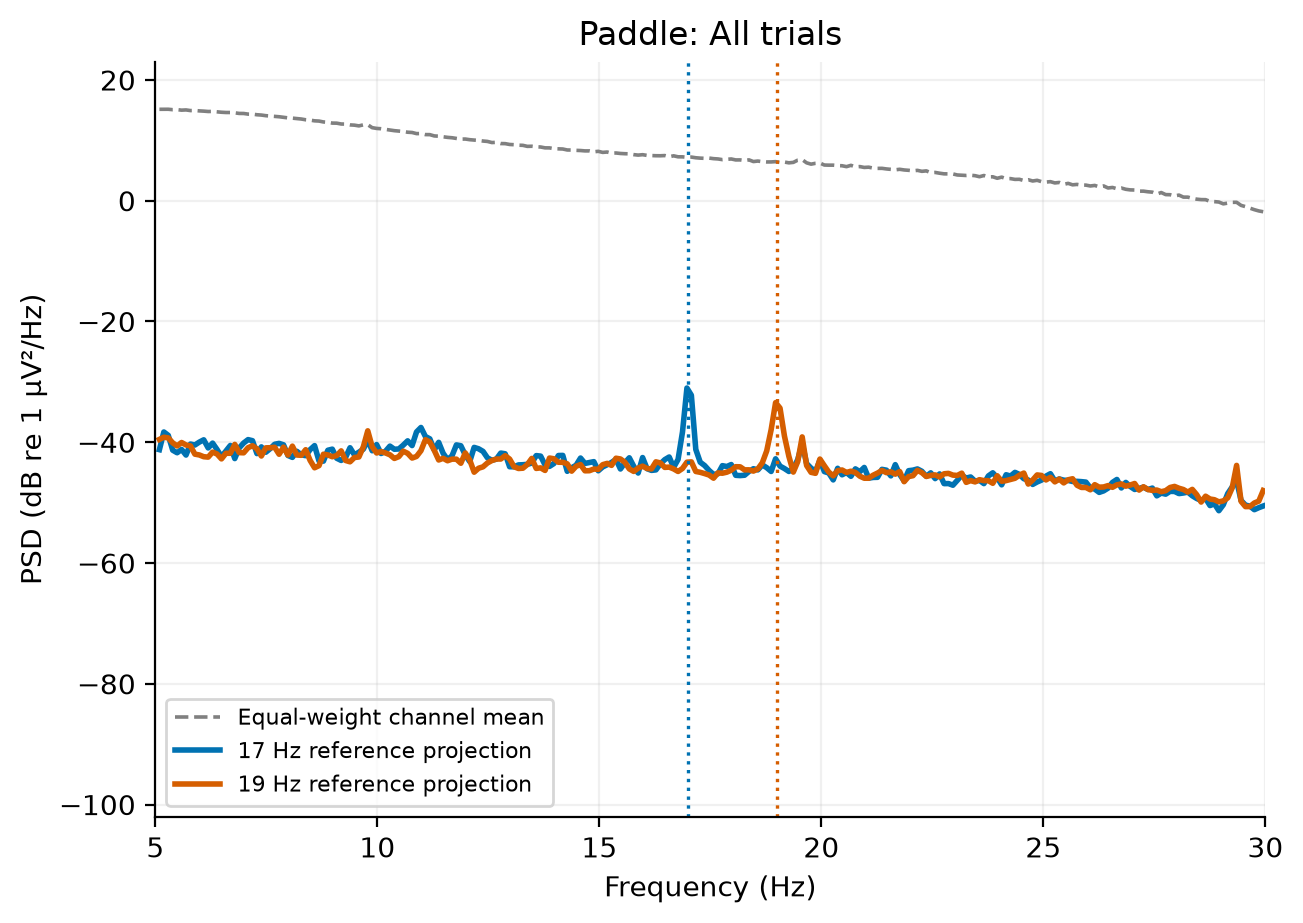 Paddle: All trials
PSD (dB re 1 µV²/Hz)
20
0
−20
−40
−60
−80
−100
Equal-weight channel mean
17 Hz reference projection
19 Hz reference projection
5 10 15 20 25 30
Frequency (Hz)